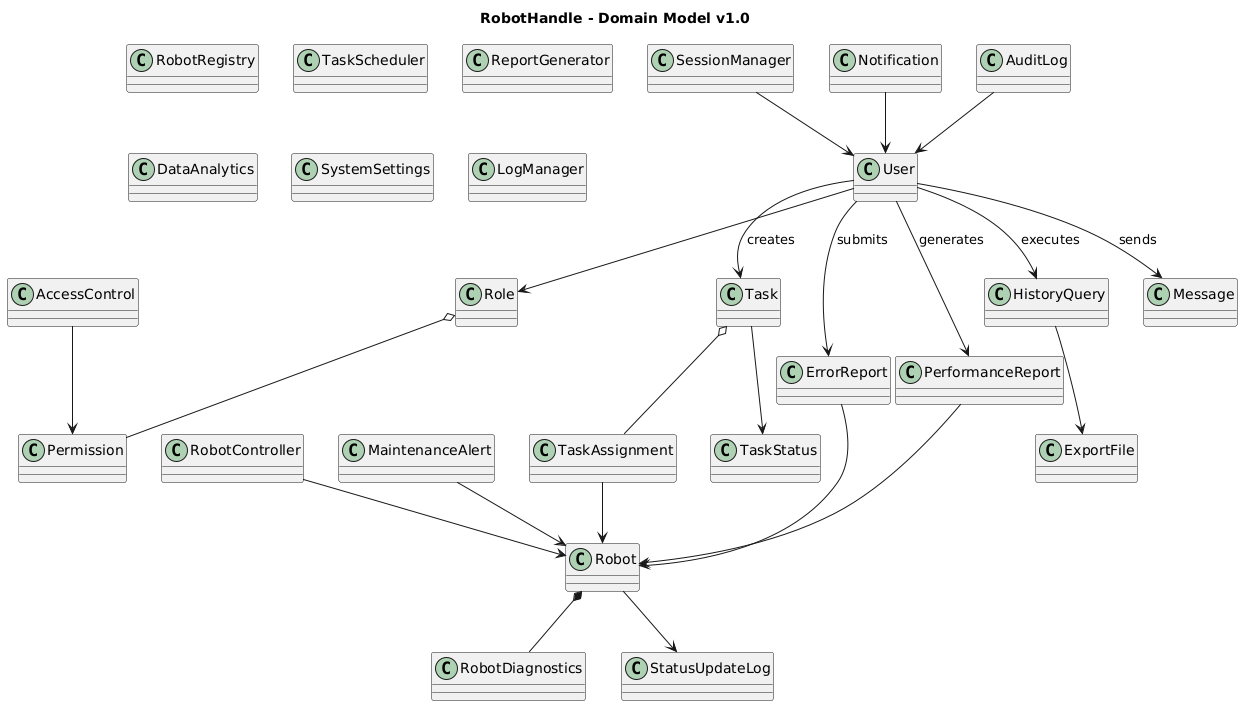 RobotHandle - Domain Model v1.0
C RobotRegistry
C TaskScheduler
C ReportGenerator
C SessionManager
C Notification
C AuditLog
C DataAnalytics
C SystemSettings
C LogManager
C User
creates
submits
generates
executes
sends
C AccessControl
C Role
C Task
C HistoryQuery
C Message
C ErrorReport
C PerformanceReport
C Permission
C RobotController
C MaintenanceAlert
C TaskAssignment
C TaskStatus
C ExportFile
C Robot
C RobotDiagnostics
C StatusUpdateLog